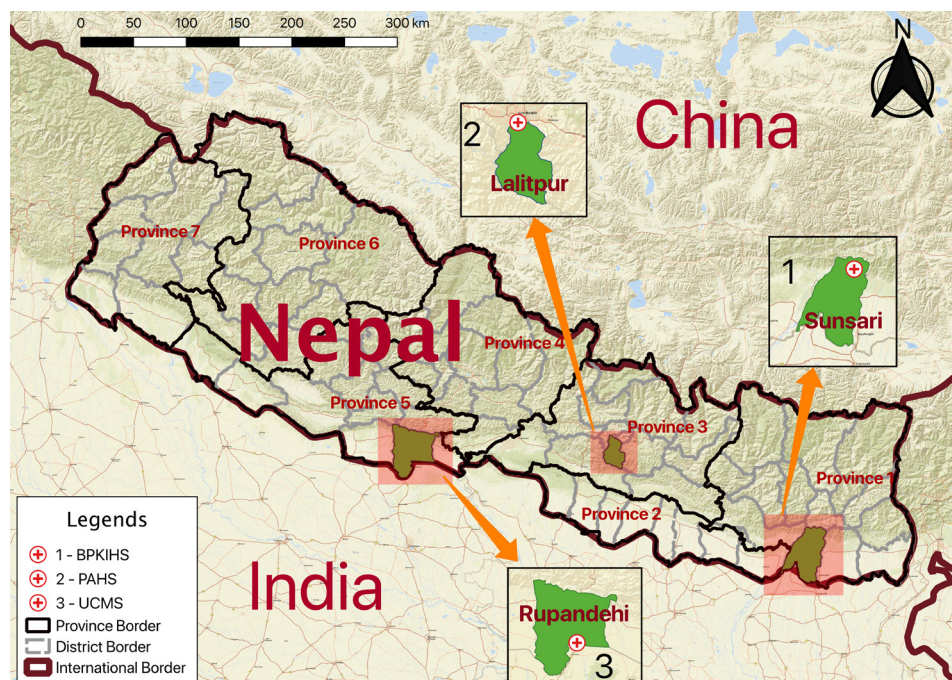 0 50 100 150 200 250 300 km
N
China
2
Lalitpur
1
Sunsari
Province 7
Province 6
Nepal
Province 4
Province 5
Province 3
Province 1
Province 2
India
Rupandehi
3
Legends
1 - BPKIHS
2 - PAHS
3 - UCMS
Province Border
District Border
International Border